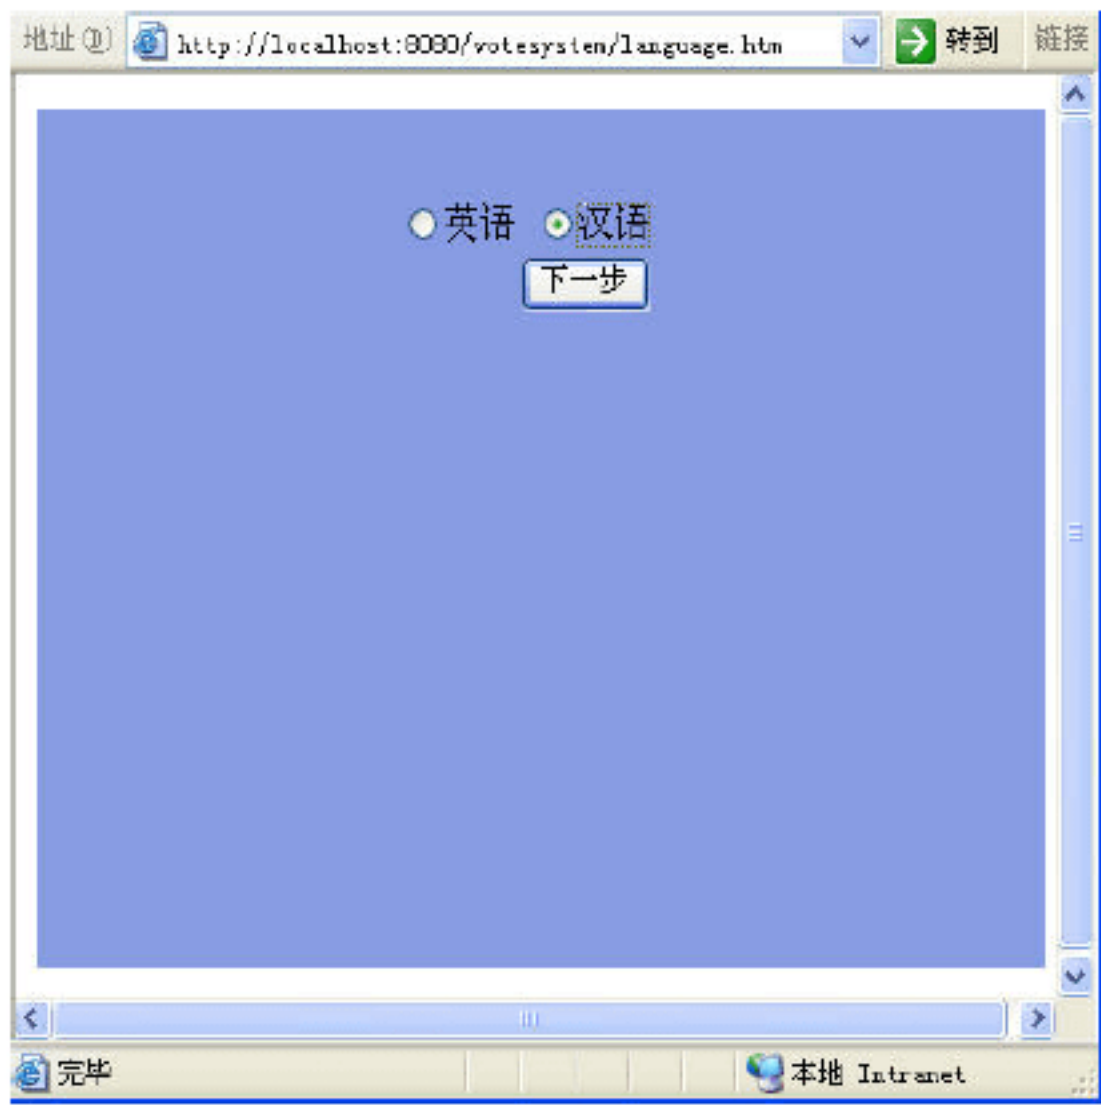 地址(D) http://localhost:8080/votesystem/language.htm 转到 链接
英语 汉语
下一步
完毕 本地 Intranet